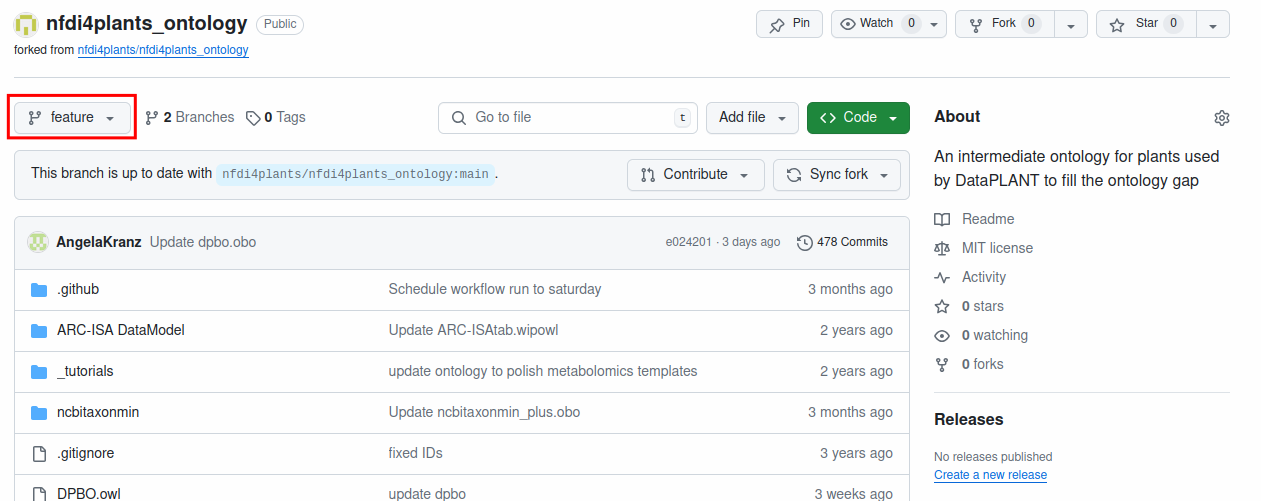 nfdi4plants_ontology Public
Pin Watch 0 Fork 0 Star 0
forked from nfdi4plants/nfdi4plants_ontology
feature 2 Branches 0 Tags Go to file t Add file Code
This branch is up to date with nfdi4plants/nfdi4plants_ontology:main. Contribute Sync fork
AngelaKranz Update dpbo.obo e024201 · 3 days ago 478 Commits
.github Schedule workflow run to saturday 3 months ago
ARC-ISA DataModel Update ARC-ISAtab.wipowl 2 years ago
_tutorials update ontology to polish metabolomics templates 2 years ago
ncbitaxonmin Update ncbitaxonmin_plus.obo 3 months ago
.gitignore fixed IDs 3 years ago
DPBO.owl update dpbo 3 weeks ago
About
An intermediate ontology for plants used
by DataPLANT to fill the ontology gap
Readme
MIT license
Activity
0 stars
0 watching
0 forks
Releases
No releases published
Create a new release